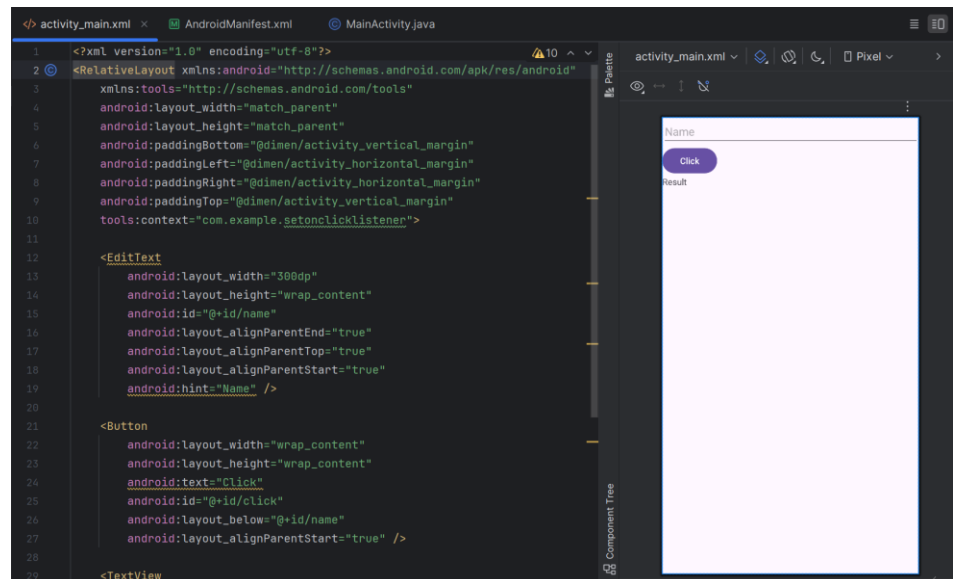 activity_main.xml
AndroidManifest.xml
MainActivity.java
1 <?xml version="1.0" encoding="utf-8"?>
10
2 <RelativeLayout xmlns:android="http://schemas.android.com/apk/res/android"
3 xmlns:tools="http://schemas.android.com/tools"
4 android:layout_width="match_parent"
5 android:layout_height="match_parent"
6 android:paddingBottom="@dimen/activity_vertical_margin"
7 android:paddingLeft="@dimen/activity_horizontal_margin"
8 android:paddingRight="@dimen/activity_horizontal_margin"
9 android:paddingTop="@dimen/activity_vertical_margin"
10 tools:context="com.example.setonclicklistener">
11
12 <EditText
13 android:layout_width="300dp"
14 android:layout_height="wrap_content"
15 android:id="@+id/name"
16 android:layout_alignParentEnd="true"
17 android:layout_alignParentTop="true"
18 android:layout_alignParentStart="true"
19 android:hint="Name" />
20
21 <Button
22 android:layout_width="wrap_content"
23 android:layout_height="wrap_content"
24 android:text="Click"
25 android:id="@+id/click"
26 android:layout_below="@+id/name"
27 android:layout_alignParentStart="true" />
28
29 <TextView
Palette
Component Tree
activity_main.xml
Pixel
Name
Click
Result